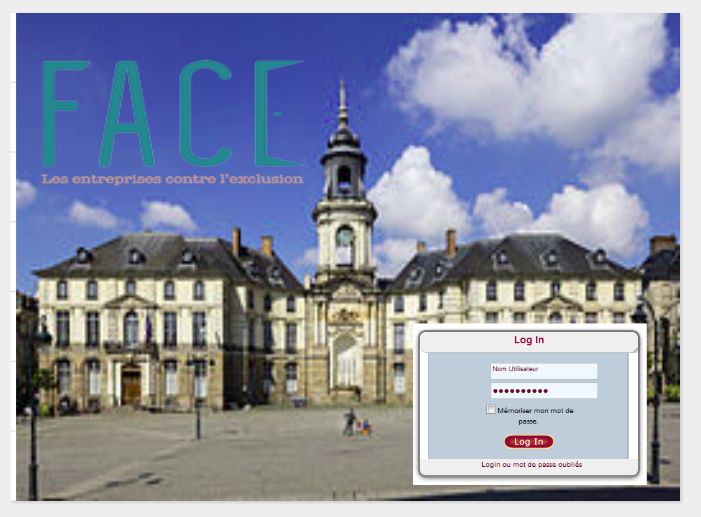 FACE
Les entreprises contre l'exclusion
Log In
Nom Utilisateur
Mémoriser mon mot de
passe.
Log In
Login ou mot de passe oubliés